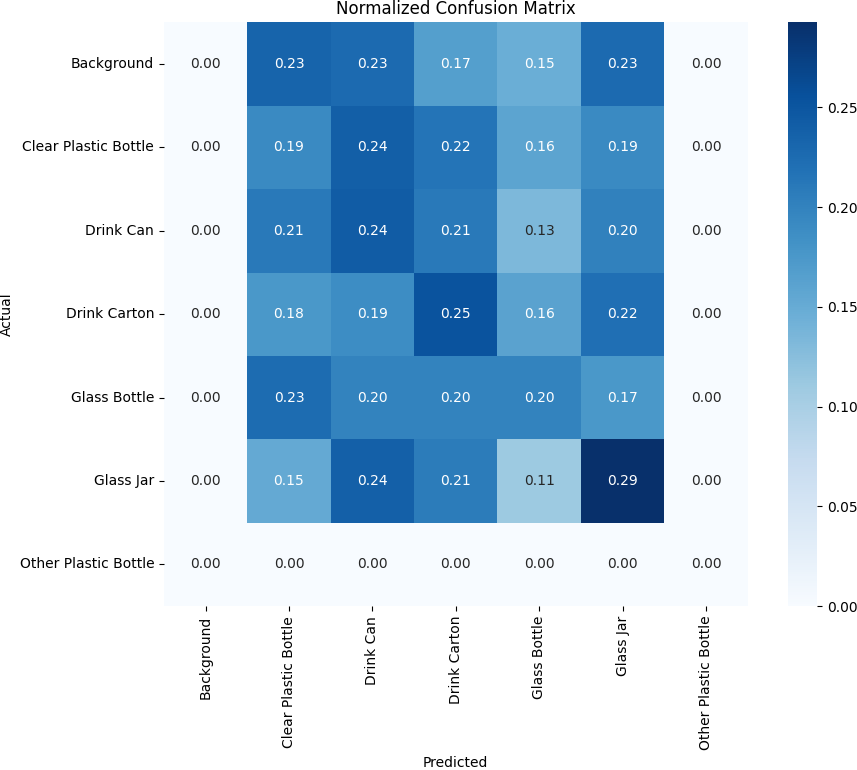 Normalized Confusion Matrix
Background 0.00 0.23 0.23 0.17 0.15 0.23 0.00
Clear Plastic Bottle 0.00 0.19 0.24 0.22 0.16 0.19 0.00
Drink Can 0.00 0.21 0.24 0.21 0.13 0.20 0.00
Drink Carton 0.00 0.18 0.19 0.25 0.16 0.22 0.00
Glass Bottle 0.00 0.23 0.20 0.20 0.20 0.17 0.00
Glass Jar 0.00 0.15 0.24 0.21 0.11 0.29 0.00
Other Plastic Bottle 0.00 0.00 0.00 0.00 0.00 0.00 0.00
Actual
Background
Clear Plastic Bottle
Drink Can
Drink Carton
Glass Bottle
Glass Jar
Other Plastic Bottle
Predicted
0.25
0.20
0.15
0.10
0.05
0.00